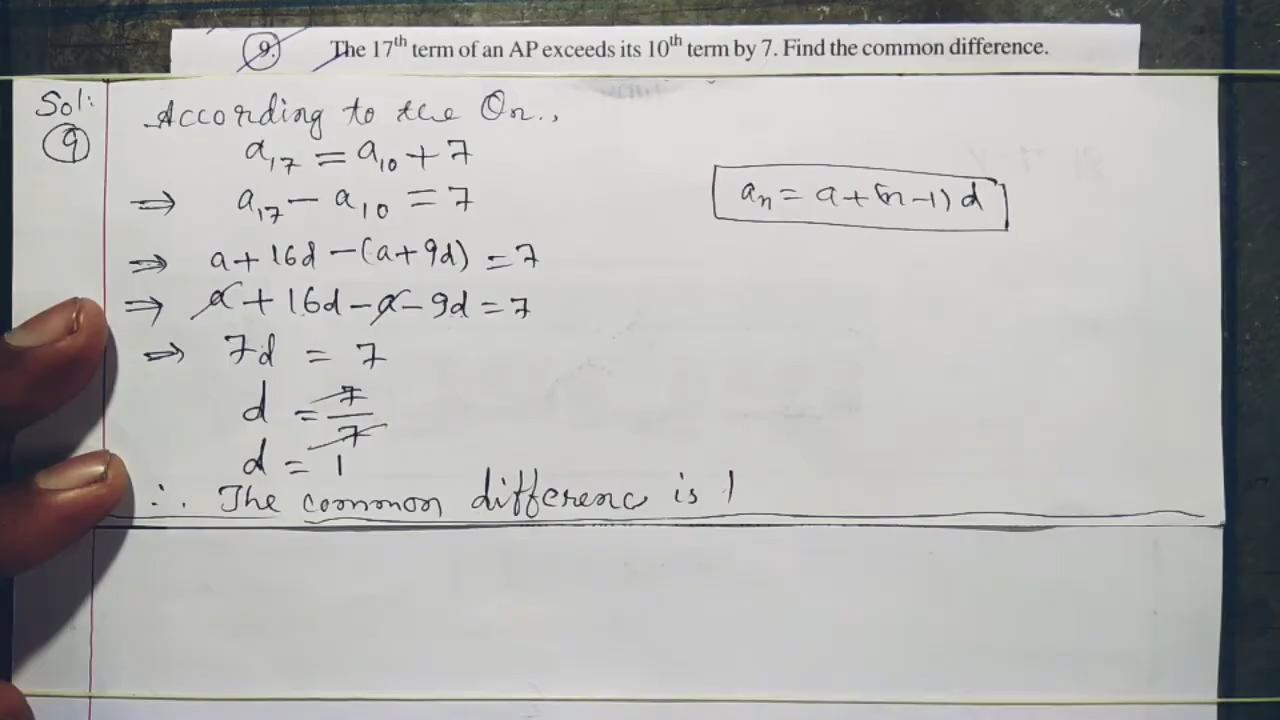 9. The 17th term of an AP exceeds its 10th term by 7. Find the common difference.
Sol:
9
According to the Qn.,
a₁₇ = a₁₀ + 7
⇒ a₁₇ − a₁₀ = 7
aₙ = a + (n−1) d
⇒ a + 16d − (a + 9d) = 7
⇒ a + 16d − a − 9d = 7
⇒ 7d = 7
d = 7/7
d = 1
∴ The common differenc is 1